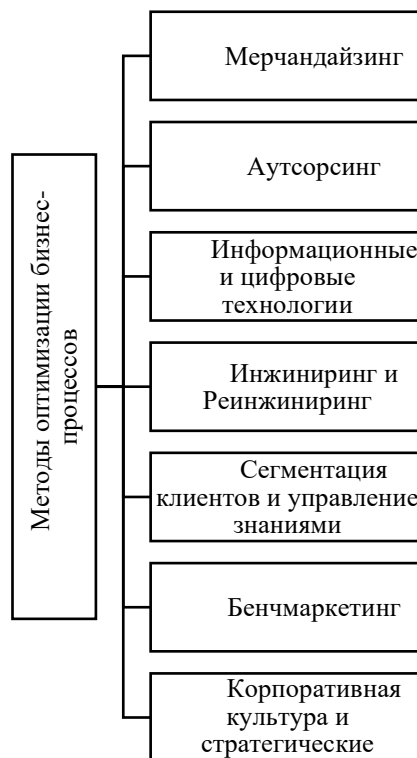 Методы оптимизации бизнес-
процессов
Мерчандайзинг
Аутсорсинг
Информационные
и цифровые
технологии
Инжиниринг и
Реинжиниринг
Сегментация
клиентов и управление
знаниями
Бенчмаркетинг
Корпоративная
культура и
стратегические